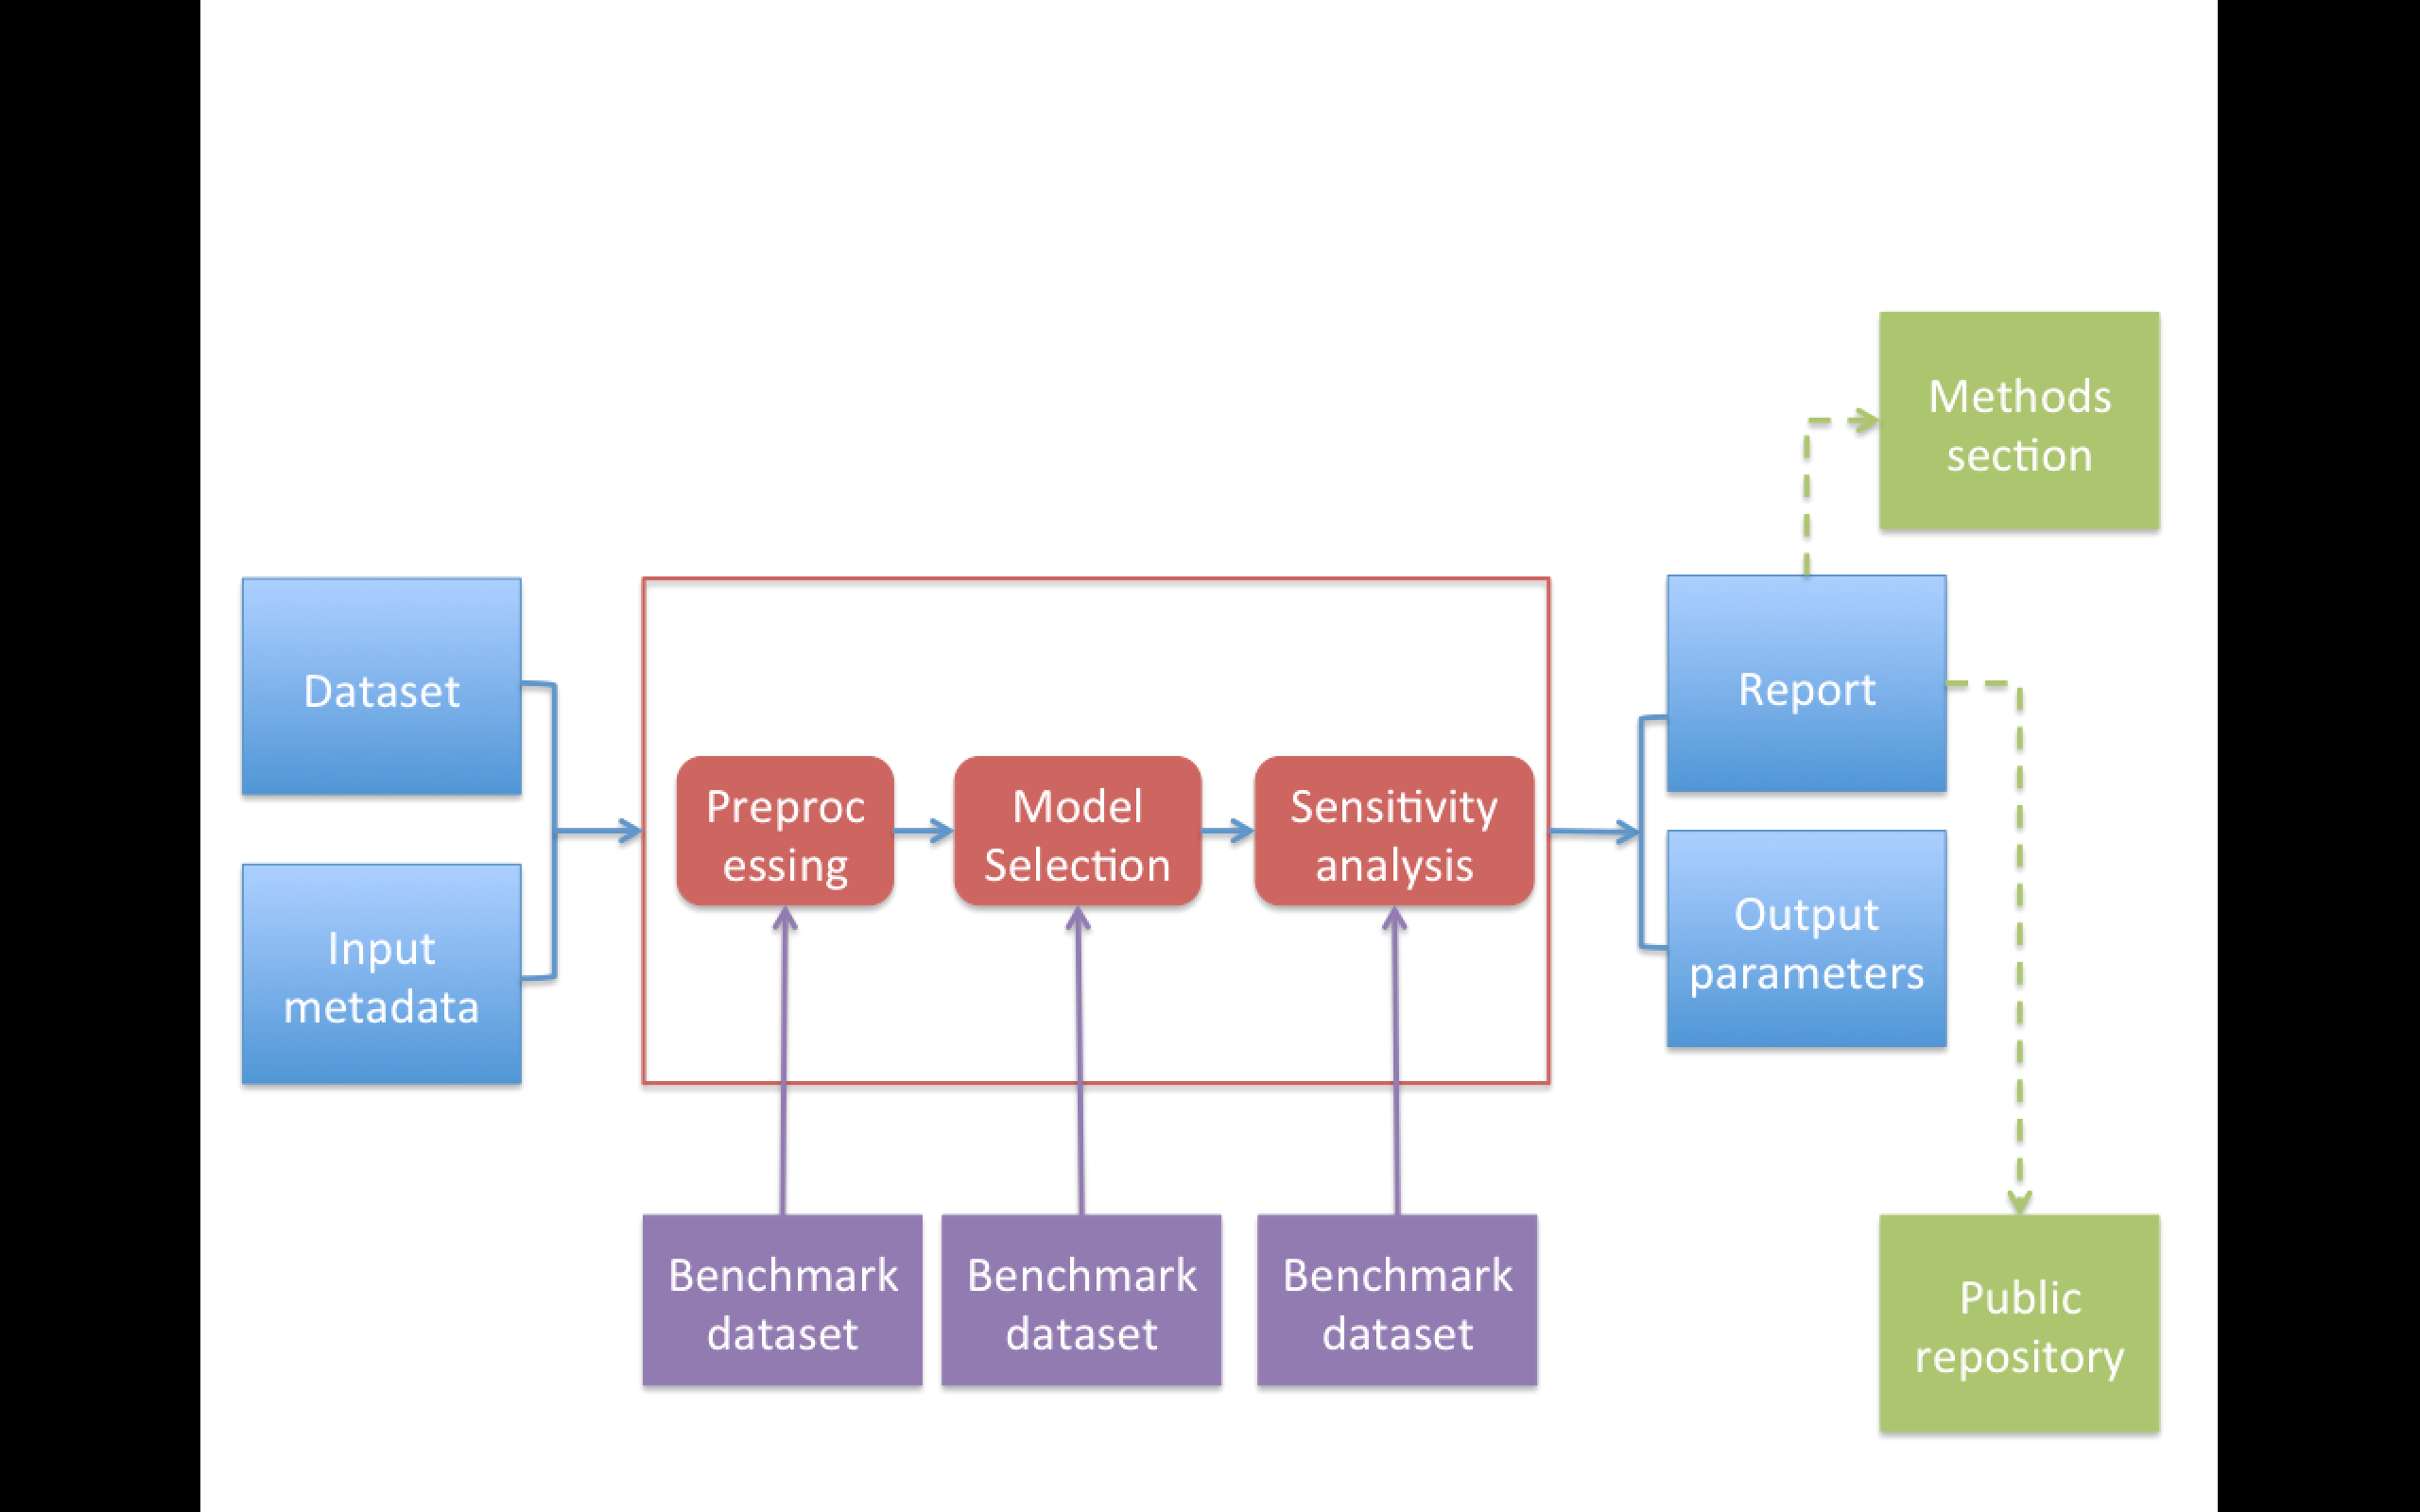 Methods
section
Dataset
Report
Preproc
essing
Model
Selection
Sensitivity
analysis
Input
metadata
Output
parameters
Benchmark
dataset
Benchmark
dataset
Benchmark
dataset
Public
repository